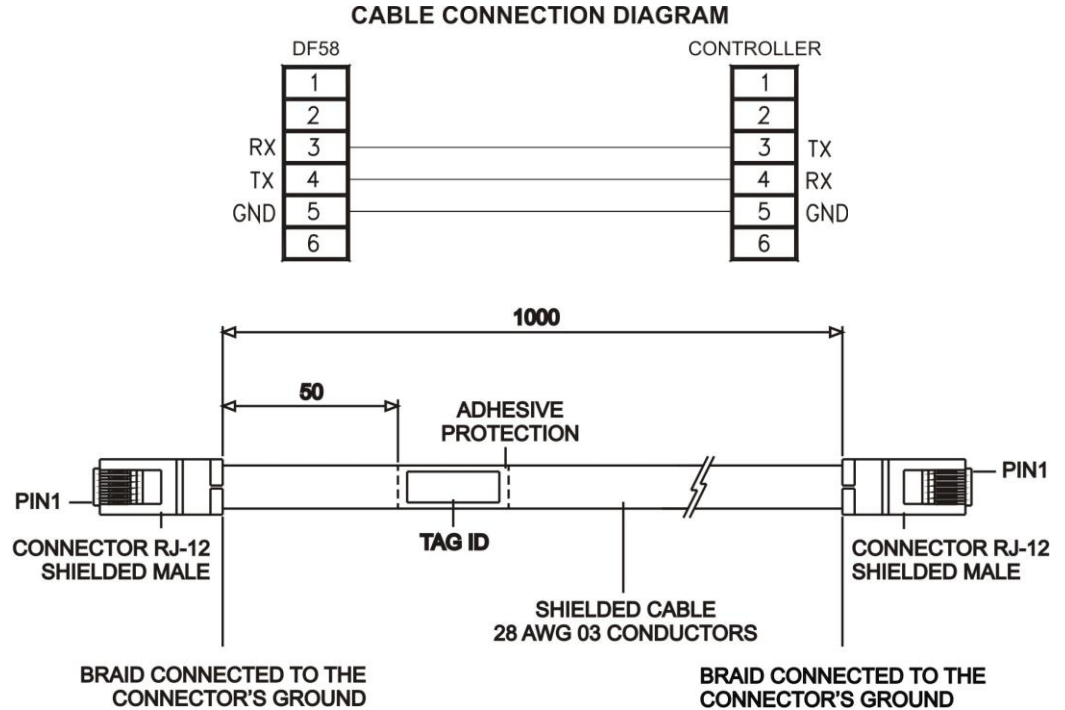 CABLE CONNECTION DIAGRAM
DF58
CONTROLLER
1
1
2
2
RX 3
3 TX
TX 4
4 RX
GND 5
5 GND
6
6
1000
50
ADHESIVE
PROTECTION
PIN1
PIN1
TAG ID
CONNECTOR RJ-12
SHIELDED MALE
CONNECTOR RJ-12
SHIELDED MALE
SHIELDED CABLE
28 AWG 03 CONDUCTORS
BRAID CONNECTED TO THE
CONNECTOR'S GROUND
BRAID CONNECTED TO THE
CONNECTOR'S GROUND